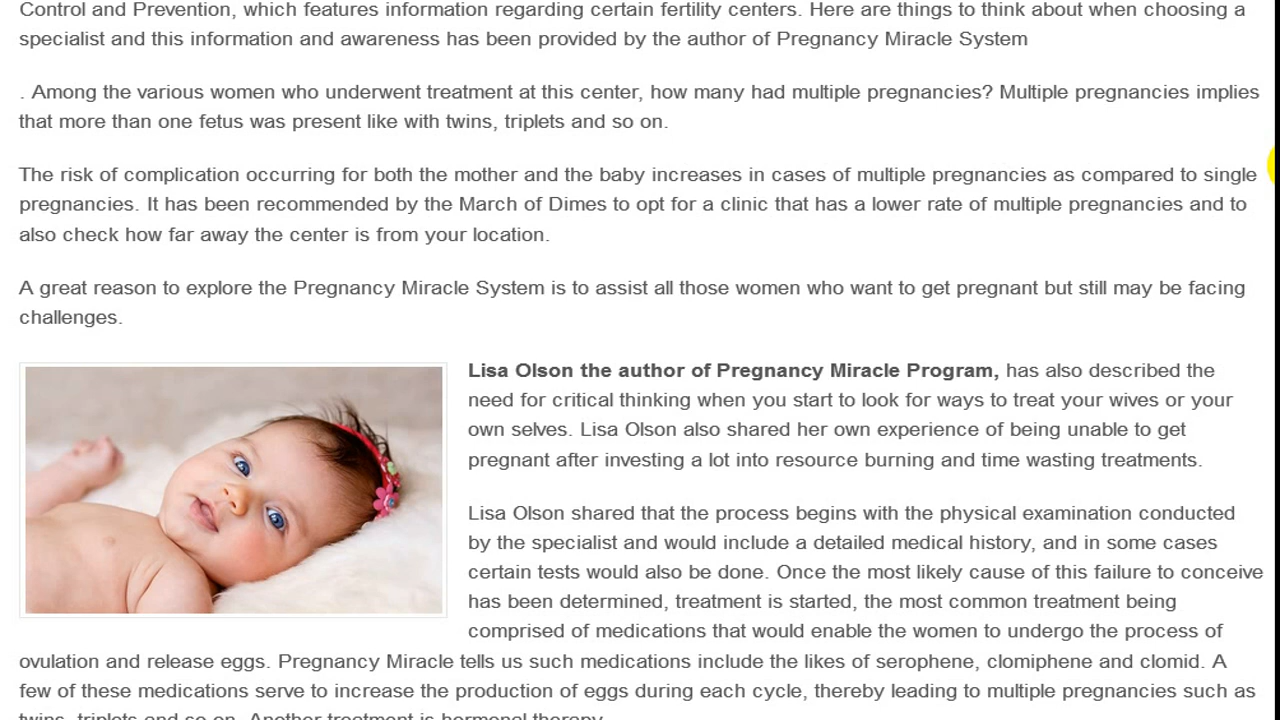 Control and Prevention, which features information regarding certain fertility centers. Here are things to think about when choosing a
specialist and this information and awareness has been provided by the author of Pregnancy Miracle System
. Among the various women who underwent treatment at this center, how many had multiple pregnancies? Multiple pregnancies implies
that more than one fetus was present like with twins, triplets and so on.
The risk of complication occurring for both the mother and the baby increases in cases of multiple pregnancies as compared to single
pregnancies. It has been recommended by the March of Dimes to opt for a clinic that has a lower rate of multiple pregnancies and to
also check how far away the center is from your location.
A great reason to explore the Pregnancy Miracle System is to assist all those women who want to get pregnant but still may be facing
challenges.
Lisa Olson the author of Pregnancy Miracle Program, has also described the
need for critical thinking when you start to look for ways to treat your wives or your
own selves. Lisa Olson also shared her own experience of being unable to get
pregnant after investing a lot into resource burning and time wasting treatments.
Lisa Olson shared that the process begins with the physical examination conducted
by the specialist and would include a detailed medical history, and in some cases
certain tests would also be done. Once the most likely cause of this failure to conceive
has been determined, treatment is started, the most common treatment being
comprised of medications that would enable the women to undergo the process of
ovulation and release eggs. Pregnancy Miracle tells us such medications include the likes of serophene, clomiphene and clomid. A
few of these medications serve to increase the production of eggs during each cycle, thereby leading to multiple pregnancies such as
twins, triplets and so on. Another treatment is hormonal therapy